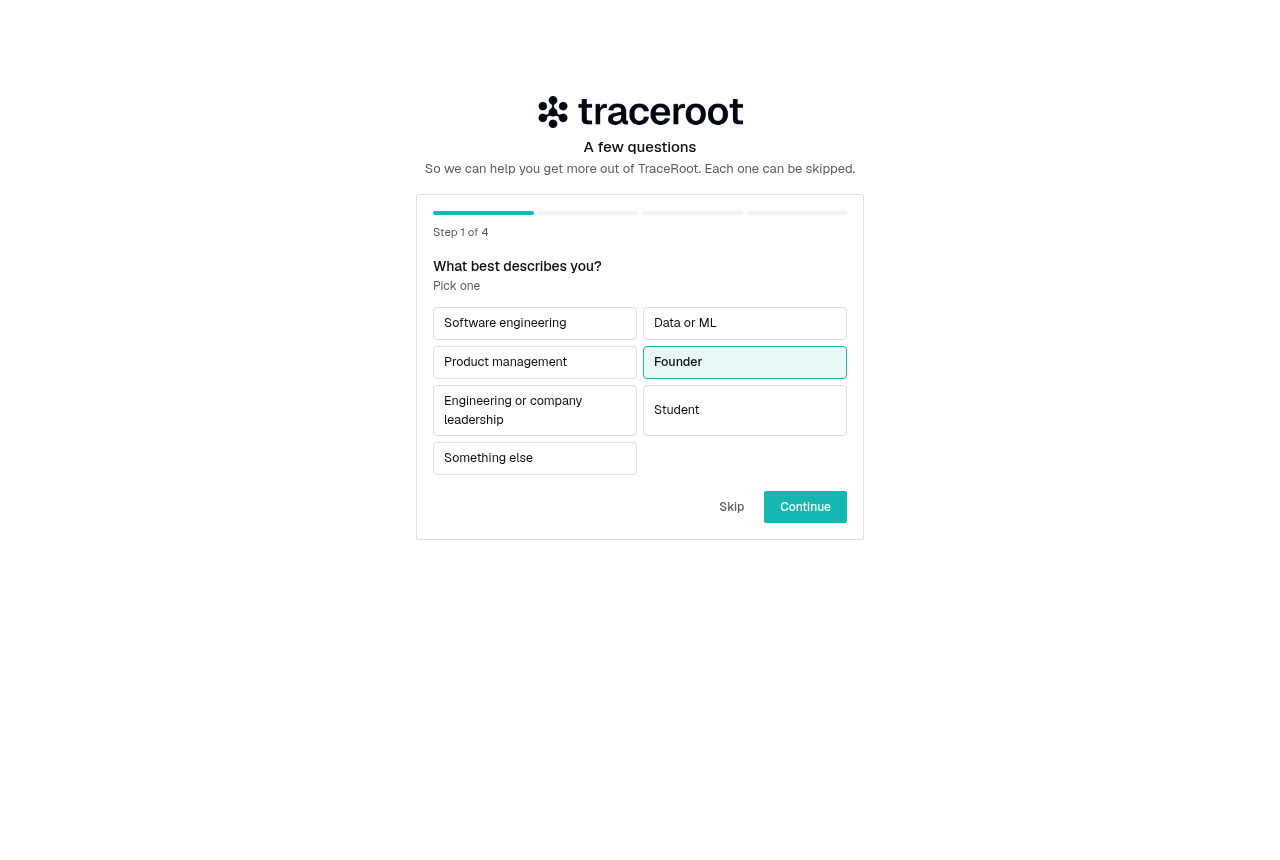 traceroot
A few questions
So we can help you get more out of TraceRoot. Each one can be skipped.
Step 1 of 4
What best describes you?
Pick one
Software engineering
Data or ML
Product management
Founder
Engineering or company
leadership
Student
Something else
Skip
Continue